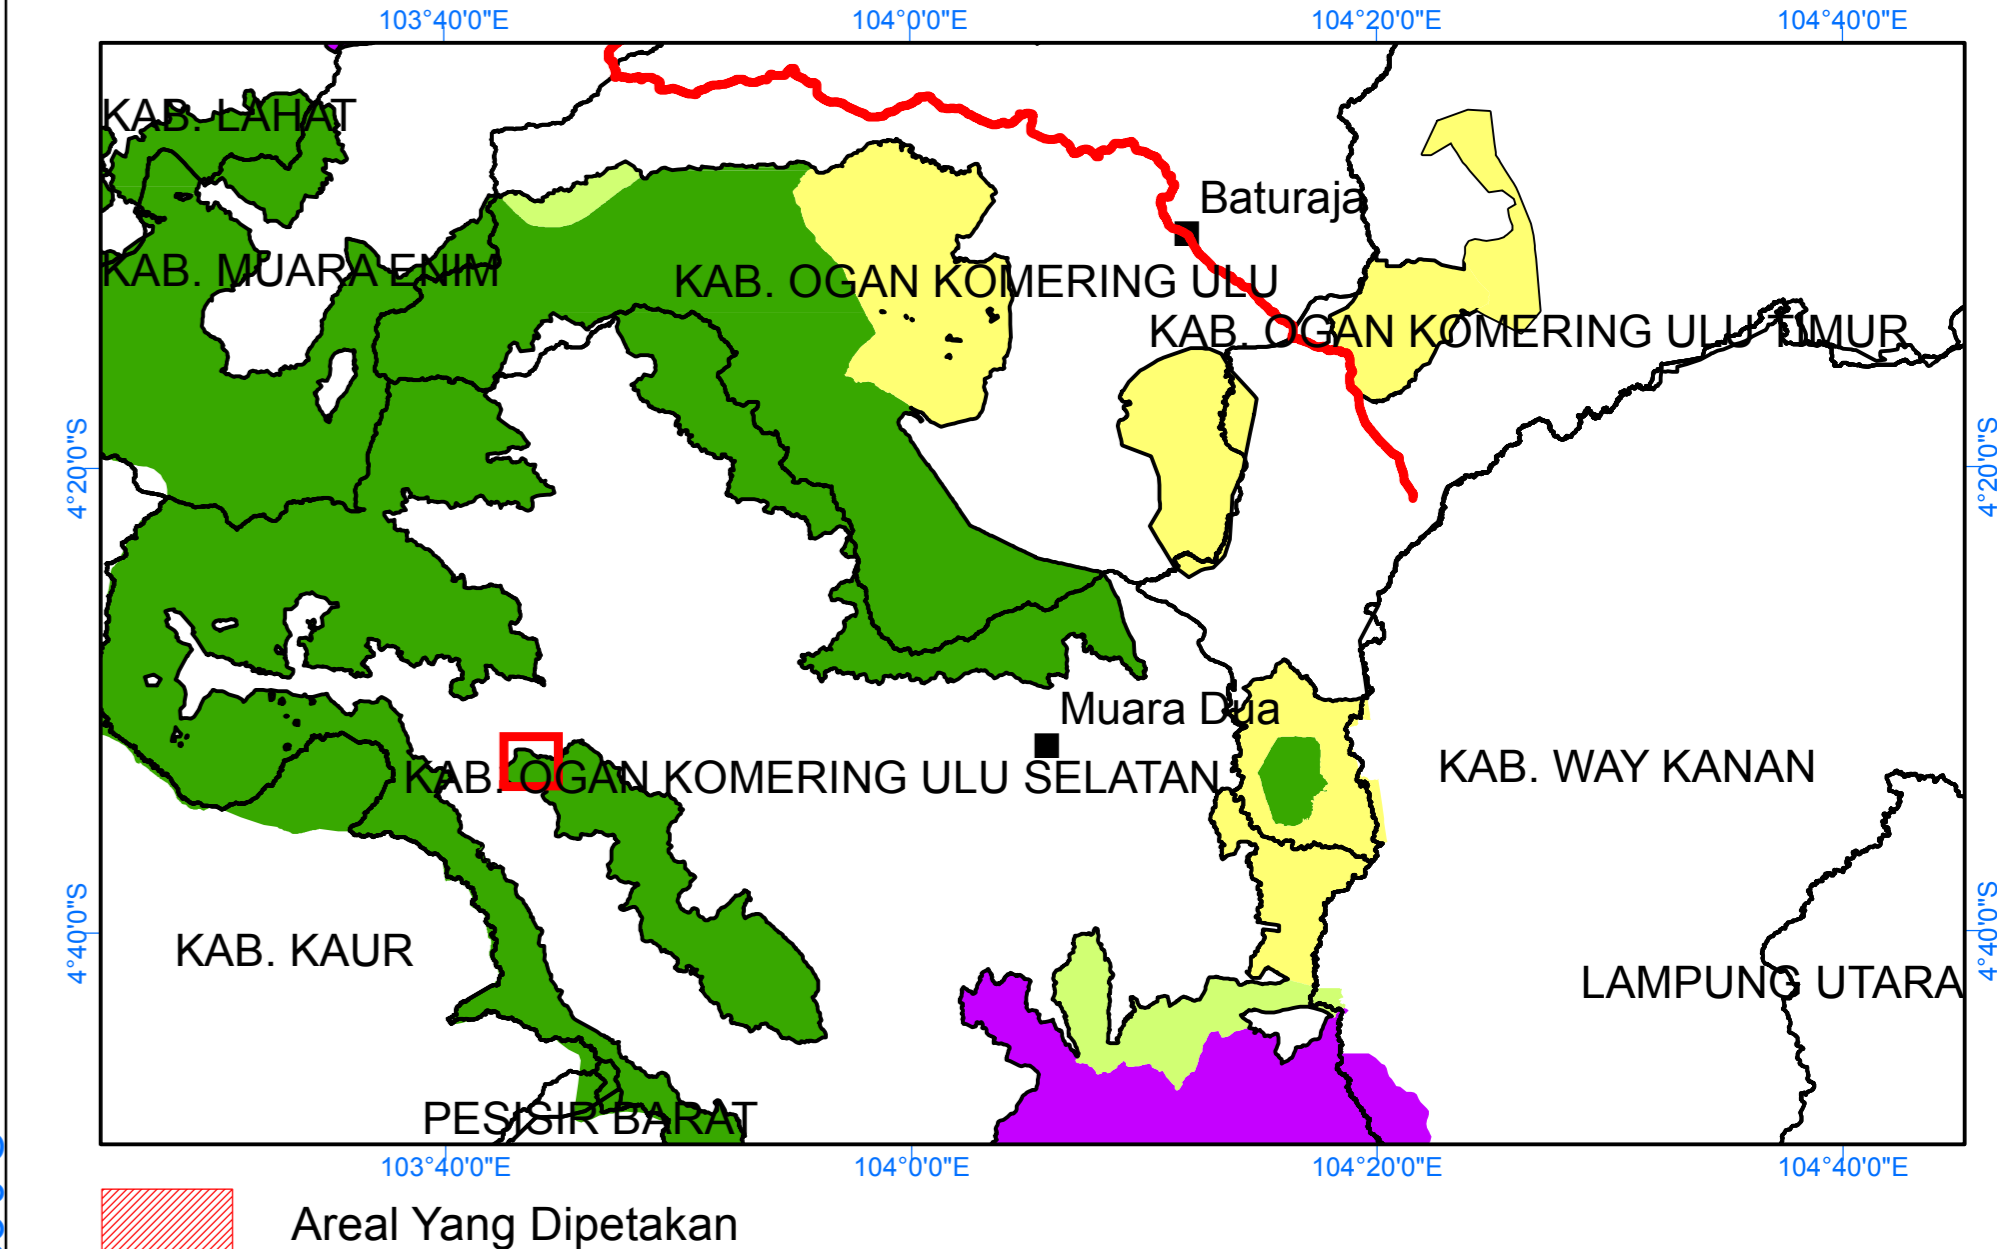 103°40'0"E 104°0'0"E 104°20'0"E 104°40'0"E
KAB. LAHAT
Baturaja
KAB. MUARA ENIM
KAB. OGAN KOMERING ULU
KAB. OGAN KOMERING ULU TIMUR
4°20'0"S 4°20'0"S
Muara Dua
KAB. OGAN KOMERING ULU SELATAN
KAB. WAY KANAN
4°40'0"S 4°40'0"S
KAB. KAUR
LAMPUNG UTARA
PESISIR BARAT
103°40'0"E 104°0'0"E 104°20'0"E 104°40'0"E
Areal Yang Dipetakan